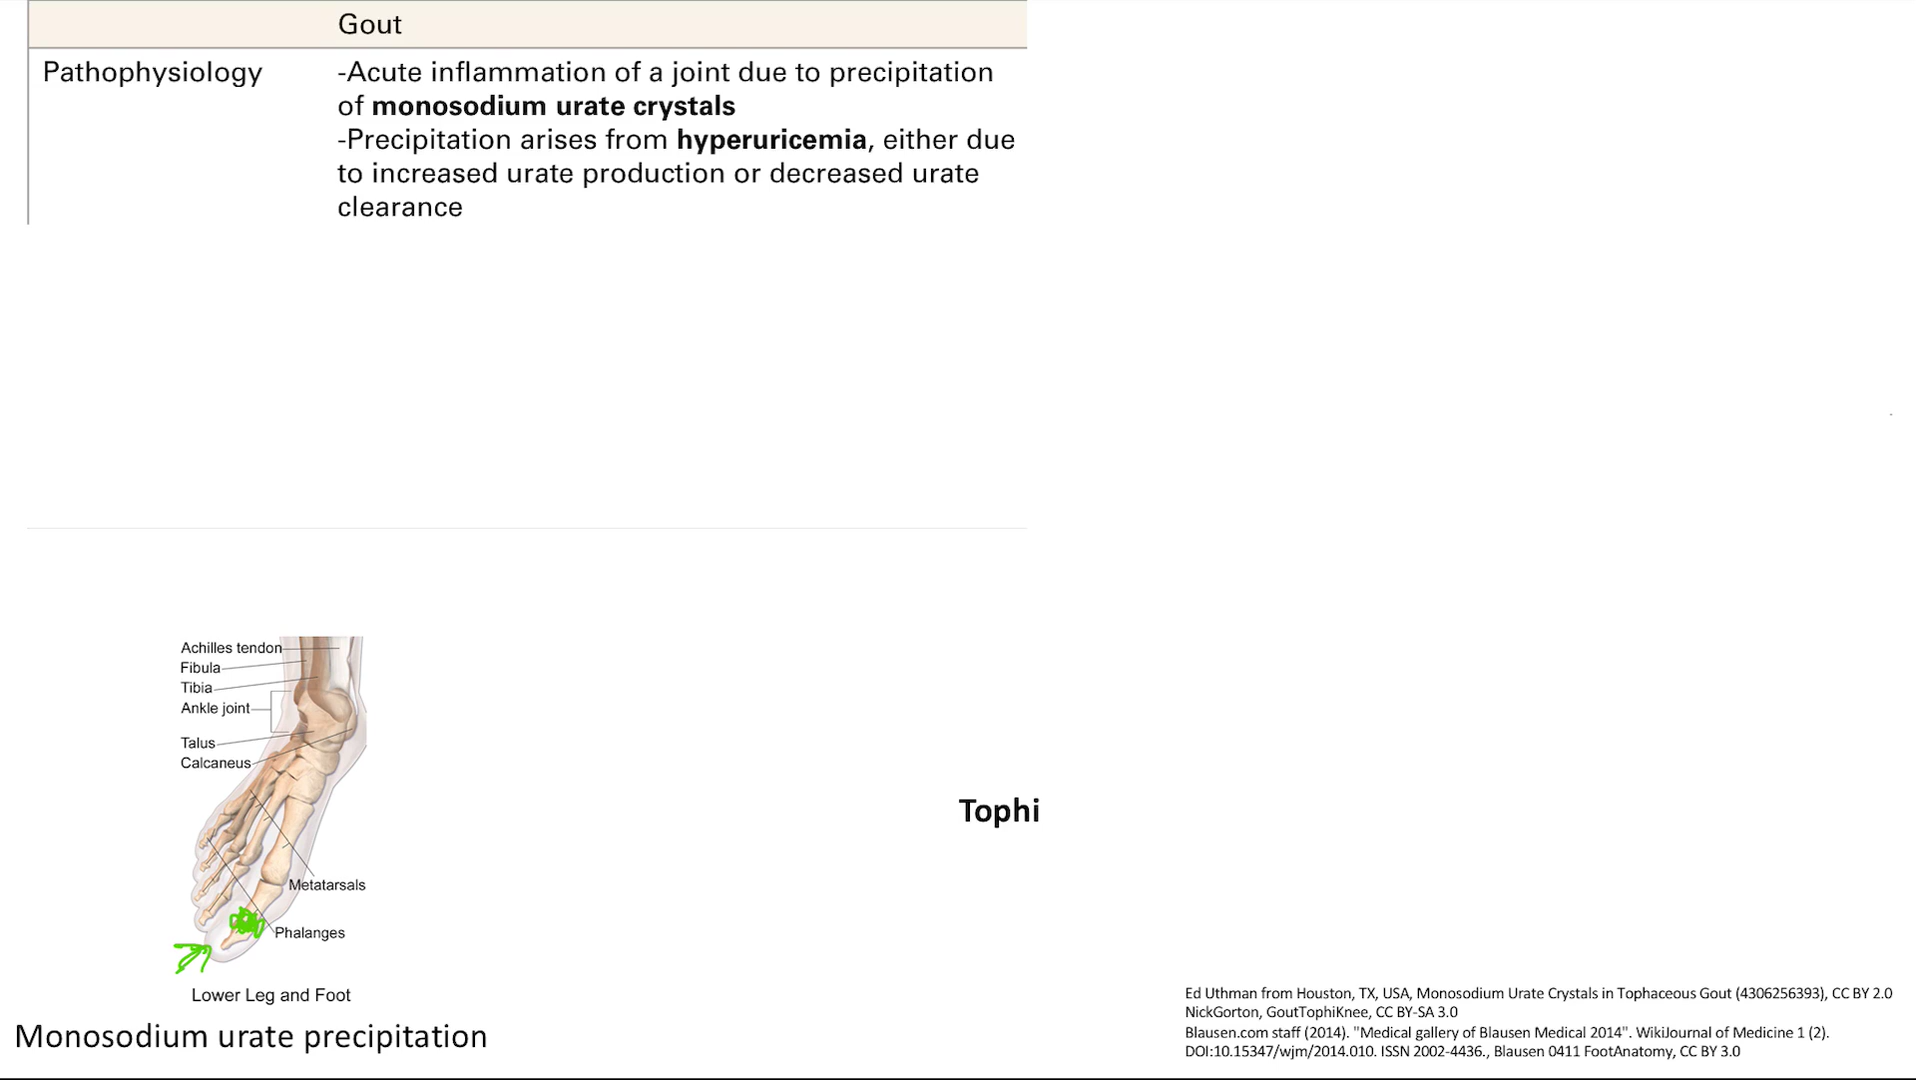 Gout
Pathophysiology
-Acute inflammation of a joint due to precipitation
of monosodium urate crystals
-Precipitation arises from hyperuricemia, either due
to increased urate production or decreased urate
clearance
Achilles tendon
Fibula
Tibia
Ankle joint
Talus
Calcaneus
Metatarsals
Phalanges
Lower Leg and Foot
Monosodium urate precipitation
Tophi
Ed Uthman from Houston, TX, USA, Monosodium Urate Crystals in Tophaceous Gout (4306256393), CC BY 2.0
NickGorton, GoutTophiKnee, CC BY-SA 3.0
Blausen.com staff (2014). "Medical gallery of Blausen Medical 2014". WikiJournal of Medicine 1 (2).
DOI:10.15347/wjm/2014.010. ISSN 2002-4436., Blausen 0411 FootAnatomy, CC BY 3.0